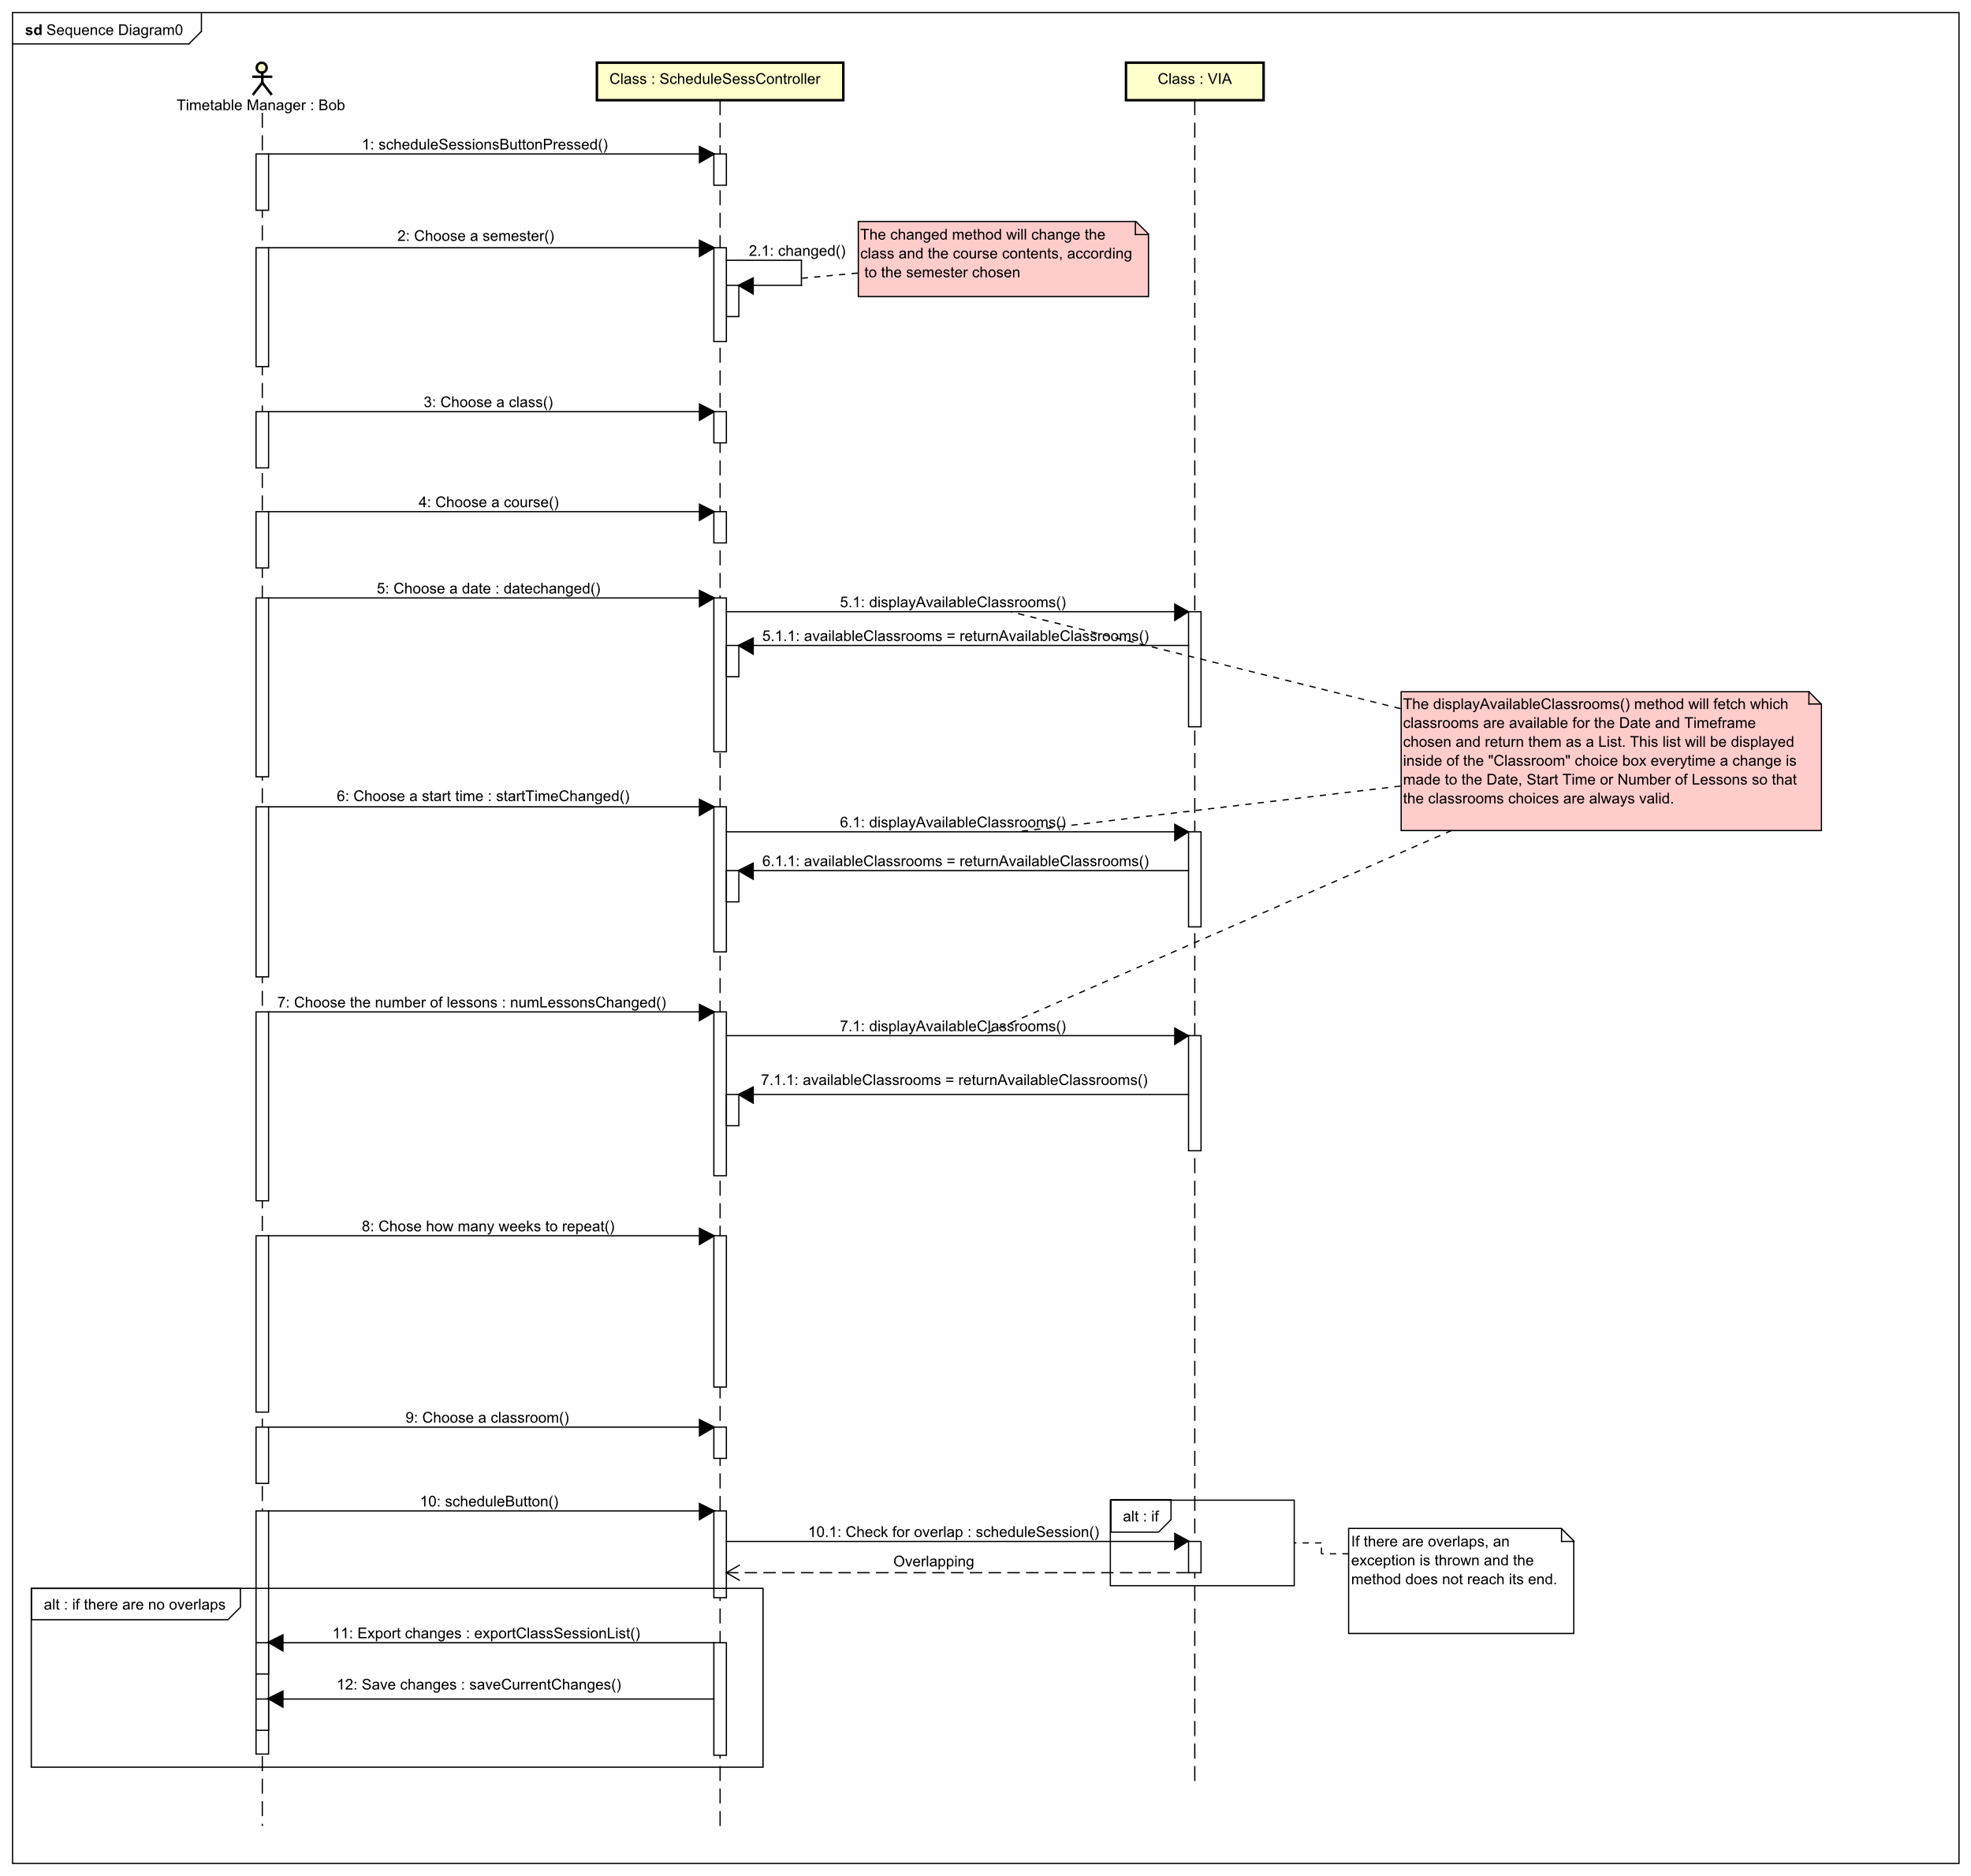 sd Sequence Diagram0
Timetable Manager : Bob
Class : ScheduleSessController
Class : VIA
1: scheduleSessionsButtonPressed()
2: Choose a semester()
2.1: changed()
The changed method will change the
class and the course contents, according
to the semester chosen
3: Choose a class()
4: Choose a course()
5: Choose a date : datechanged()
5.1: displayAvailableClassrooms()
5.1.1: availableClassrooms = returnAvailableClassrooms()
The displayAvailableClassrooms() method will fetch which
classrooms are available for the Date and Timeframe
chosen and return them as a List. This list will be displayed
inside of the "Classroom" choice box everytime a change is
made to the Date, Start Time or Number of Lessons so that
the classrooms choices are always valid.
6: Choose a start time : startTimeChanged()
6.1: displayAvailableClassrooms()
6.1.1: availableClassrooms = returnAvailableClassrooms()
7: Choose the number of lessons : numLessonsChanged()
7.1: displayAvailableClassrooms()
7.1.1: availableClassrooms = returnAvailableClassrooms()
8: Chose how many weeks to repeat()
9: Choose a classroom()
10: scheduleButton()
alt : if
10.1: Check for overlap : scheduleSession()
Overlapping
If there are overlaps, an
exception is thrown and the
method does not reach its end.
alt : if there are no overlaps
11: Export changes : exportClassSessionList()
12: Save changes : saveCurrentChanges()